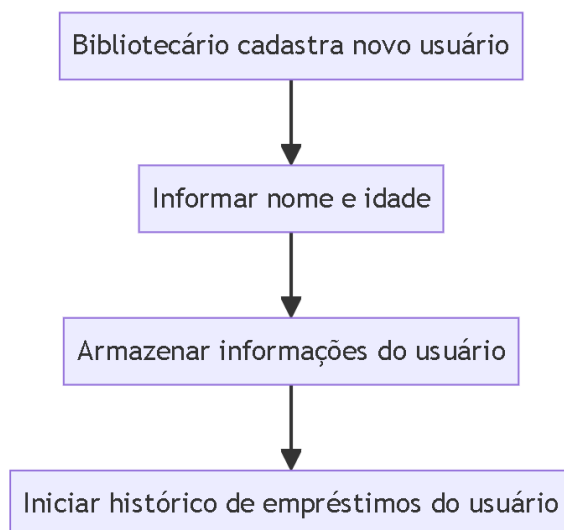 Bibliotecário cadastra novo usuário
Informar nome e idade
Armazenar informações do usuário
Iniciar histórico de empréstimos do usuário